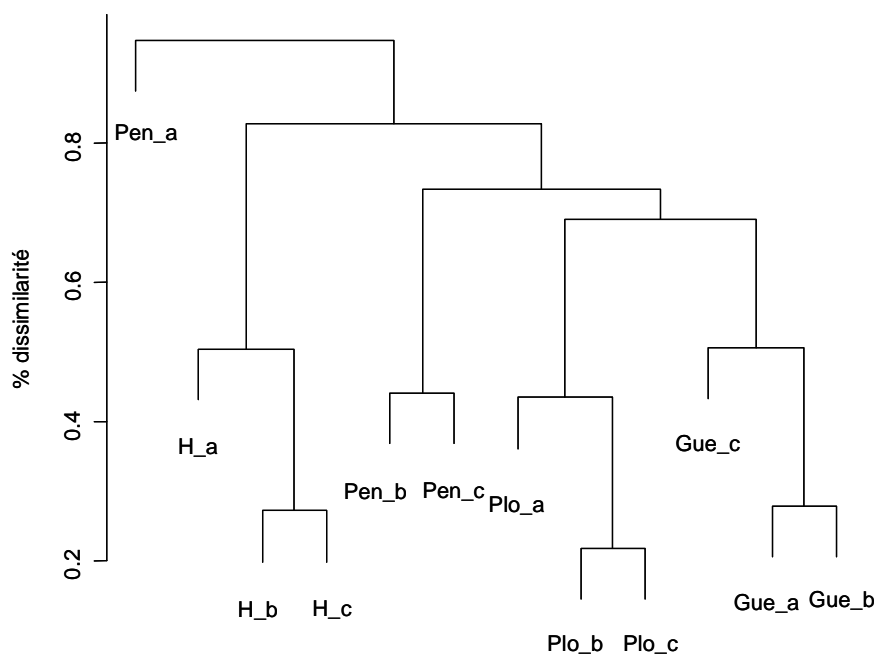 % dissimilarité
0.8
0.6
0.4
0.2
Pen_a
H_a
H_b
H_c
Pen_b
Pen_c
Plo_a
Plo_b
Plo_c
Gue_c
Gue_a
Gue_b